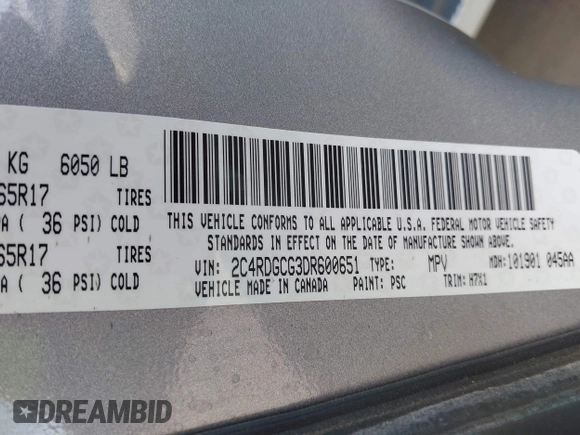 KG 6050 LB
65R17 TIRES
( 36 PSI) COLD
65R17 TIRES
A ( 36 PSI) COLD
THIS VEHICLE CONFORMS TO ALL APPLICABLE U.S.A. FEDERAL MOTOR VEHICLE SAFETY
STANDARDS IN EFFECT ON THE DATE OF MANUFACTURE SHOWN ABOVE.
VIN: 2C4RDGCG3DR600651 TYPE: MPV MDH: 101901 045AA
VEHICLE MADE IN CANADA PAINT: PSC TRIM: H7X1
DREAMBID